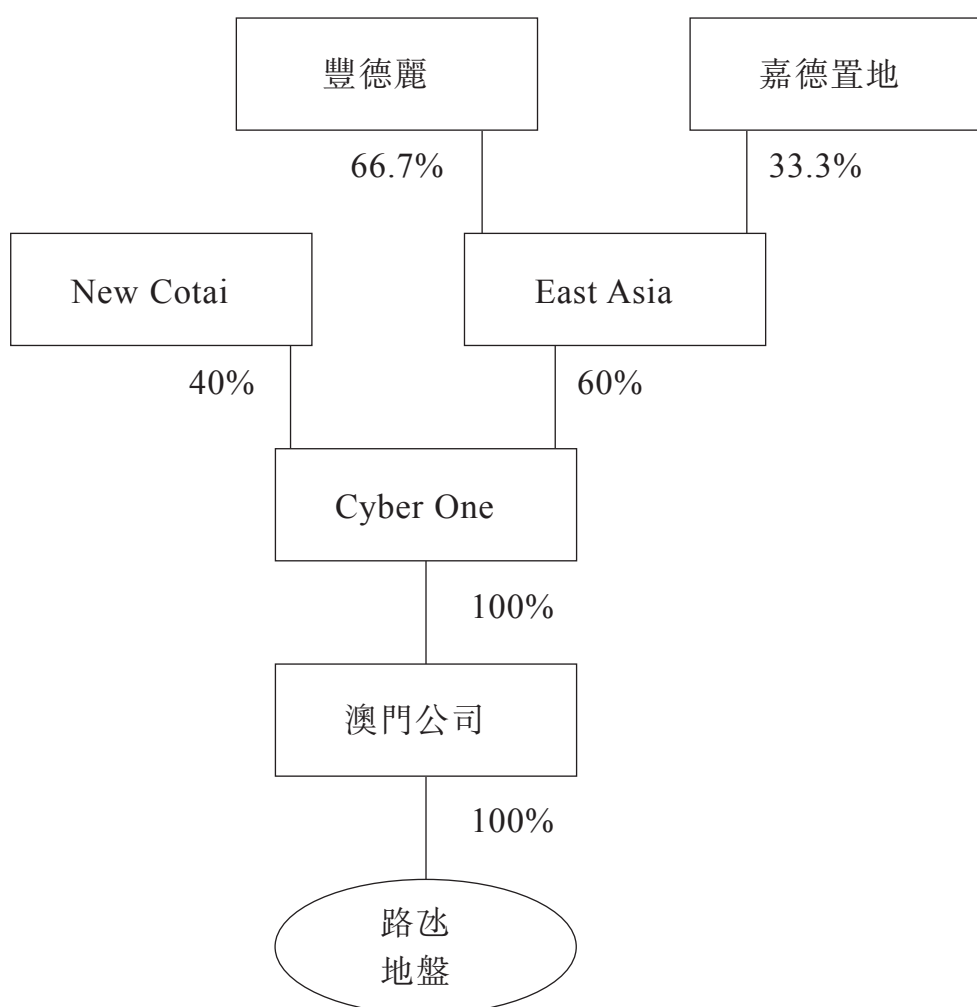 豐德麗
嘉德置地
66.7%
33.3%
New Cotai
East Asia
40%
60%
Cyber One
100%
澳門公司
100%
路氹
地盤